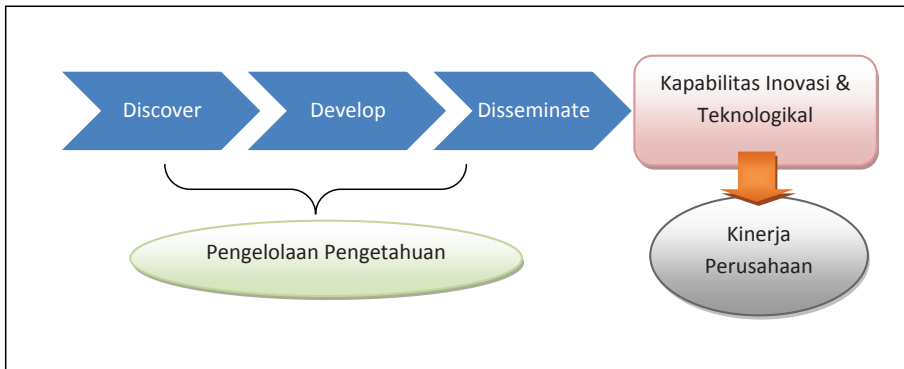 Discover
Develop
Disseminate
Kapabilitas Inovasi &
Teknologikal
Pengelolaan Pengetahuan
Kinerja
Perusahaan